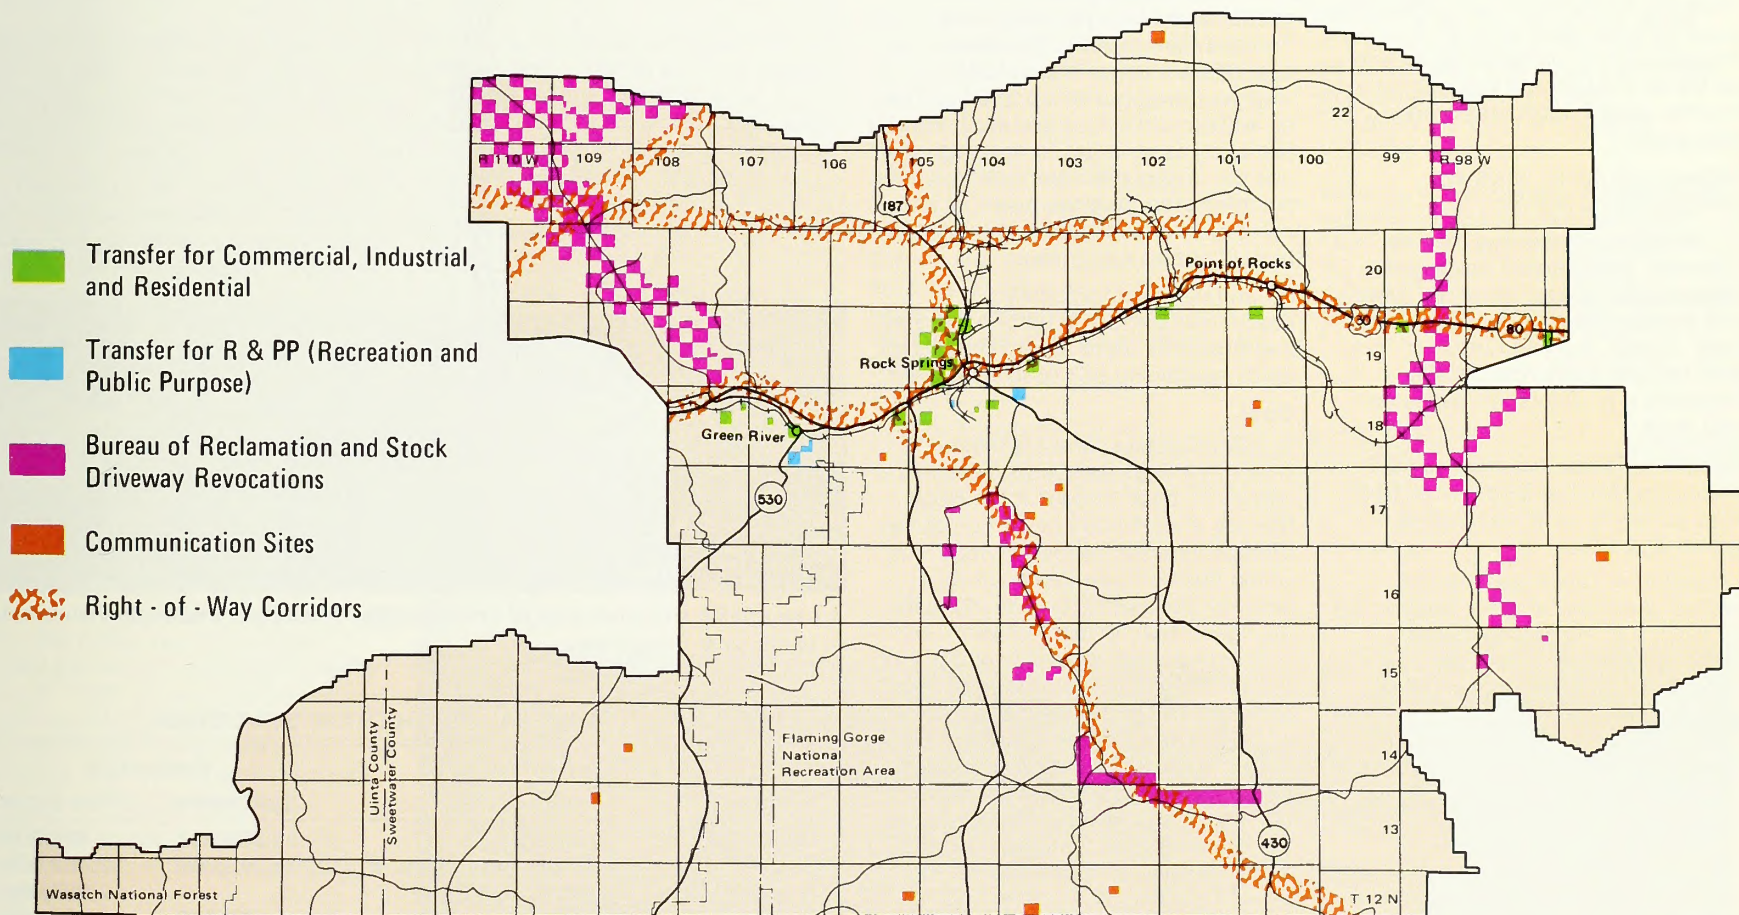 22
R 110 W 109 108 107 106 105 104 103 102 101 100 99 R 98 W
187
Transfer for Commercial, Industrial,
and Residential
Point of Rocks
20
30
80
Transfer for R & PP (Recreation and
Public Purpose)
Rock Springs
19
18
Green River
Bureau of Reclamation and Stock
Driveway Revocations
530
17
Communication Sites
16
Right - of - Way Corridors
15
Uinta County
Sweetwater County
Flaming Gorge
National
Recreation Area
14
13
430
Wasatch National Forest
T 12 N